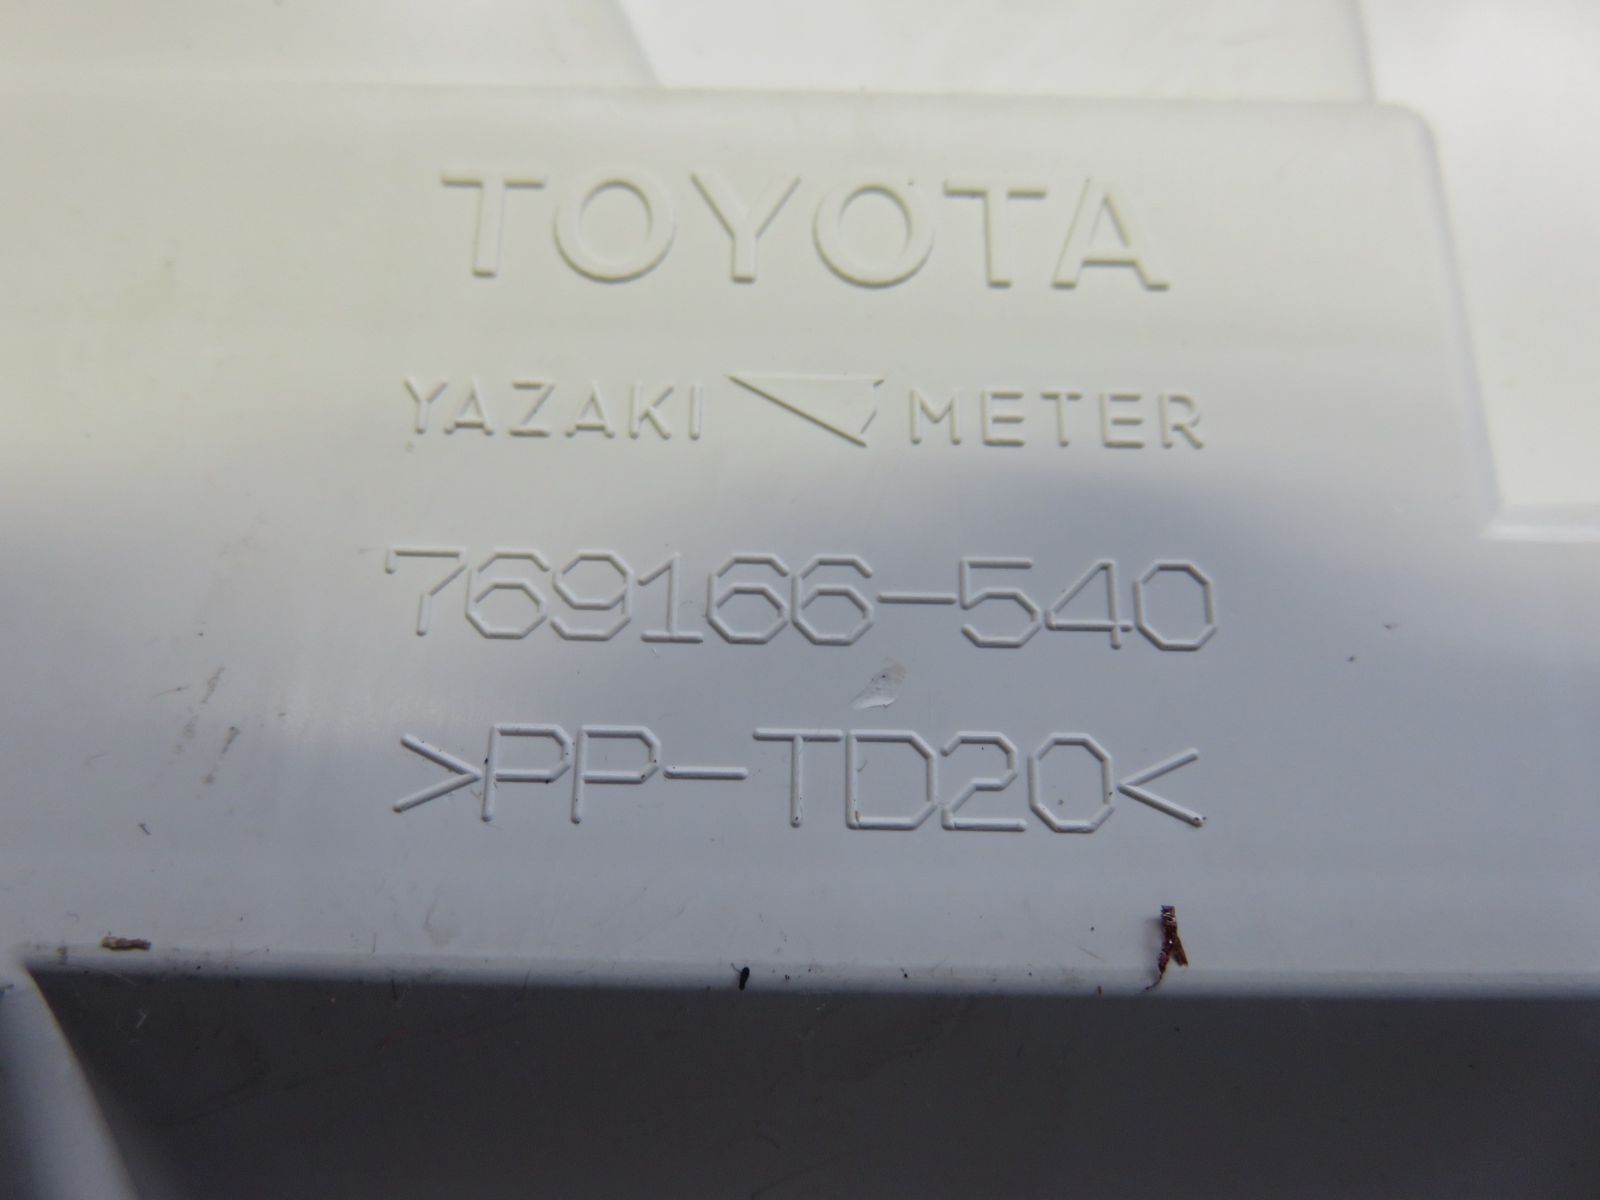 TOYOTA
YAZAKI METER
769166-540
>PP-TD20<